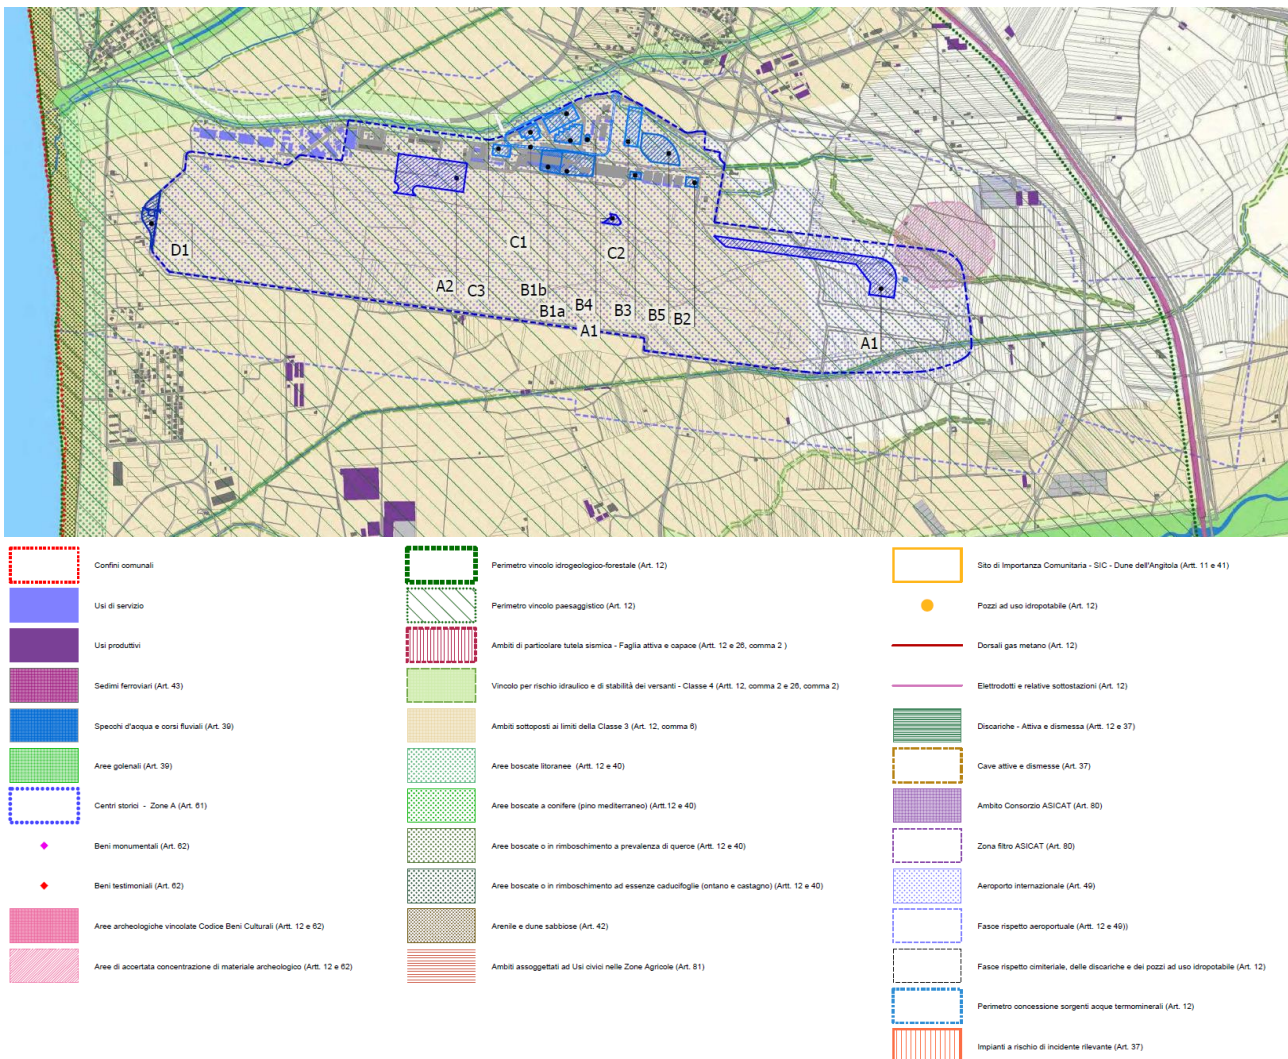 C1
C2
D1
A2
C3
B1b
B1a
B4
B3
B5
B2
A1
A1
Confini comunali
Usi di servizio
Usi produttivi
Sedimi ferroviari (Art. 43)
Specchi d'acqua e corsi fluviali (Art. 39)
Aree golenali (Art. 39)
Centri storici - Zone A (Art. 61)
Beni monumentali (Art. 62)
Beni testimoniali (Art. 62)
Aree archeologiche vincolate Codice Beni Culturali (Artt. 12 e 62)
Aree di accertata concentrazione di materiale archeologico (Artt. 12 e 62)
Perimetro vincolo idrogeologico-forestale (Art. 12)
Perimetro vincolo paesaggistico (Art. 12)
Ambiti di particolare tutela sismica - Faglia attiva e capace (Artt. 12 e 26, comma 2 )
Vincolo per rischio idraulico e di stabilità dei versanti - Classe 4 (Artt. 12, comma 2 e 26, comma 2)
Ambiti sottoposti ai limiti della Classe 3 (Art. 12, comma 6)
Aree boscate litoranee (Artt. 12 e 40)
Aree boscate a conifere (pino mediterraneo) (Artt.12 e 40)
Aree boscate o in rimboschimento a prevalenza di querce (Artt. 12 e 40)
Aree boscate o in rimboschimento ad essenze caducifoglie (ontano e castagno) (Artt. 12 e 40)
Arenile e dune sabbiose (Art. 42)
Ambiti assoggettati ad Usi civici nelle Zone Agricole (Art. 81)
Sito di Importanza Comunitaria - SIC - Dune dell'Angitola (Artt. 11 e 41)
Pozzi ad uso idropotabile (Art. 12)
Dorsali gas metano (Art. 12)
Elettrodotti e relative sottostazioni (Art. 12)
Discariche - Attiva e dismessa (Artt. 12 e 37)
Cave attive e dismesse (Art. 37)
Ambito Consorzio ASICAT (Art. 80)
Zona filtro ASICAT (Art. 80)
Aeroporto internazionale (Art. 49)
Fasce rispetto aeroportuale (Artt. 12 e 49))
Fasce rispetto cimiteriale, delle discariche e dei pozzi ad uso idropotabile (Art. 12)
Perimetro concessione sorgenti acque termominerali (Art. 12)
Impianti a rischio di incidente rilevante (Art. 37)